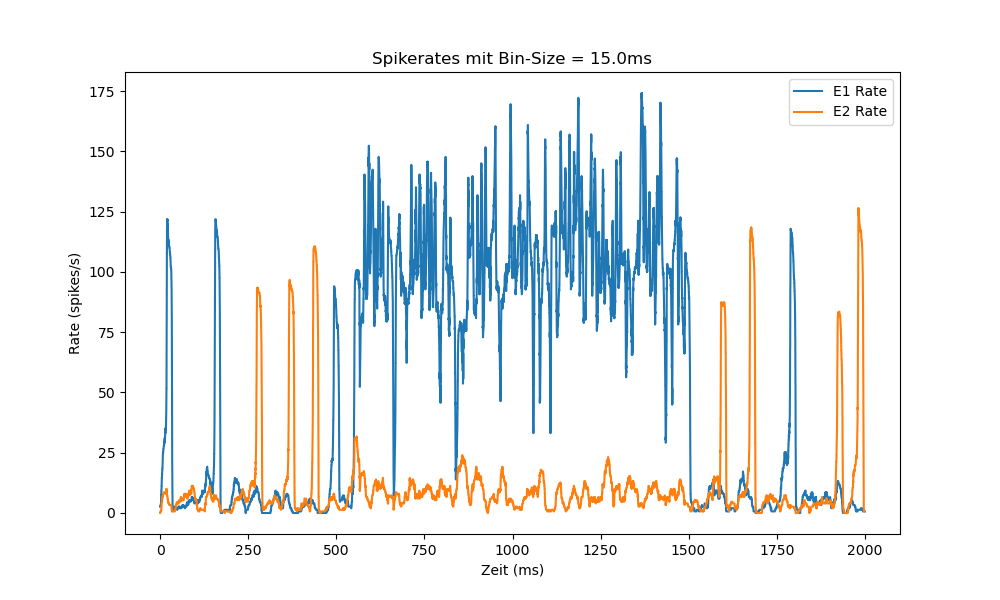 Spikerates mit Bin-Size = 15.0ms
E1 Rate
E2 Rate
Rate (spikes/s)
175
150
125
100
75
50
25
0
0 250 500 750 1000 1250 1500 1750 2000
Zeit (ms)